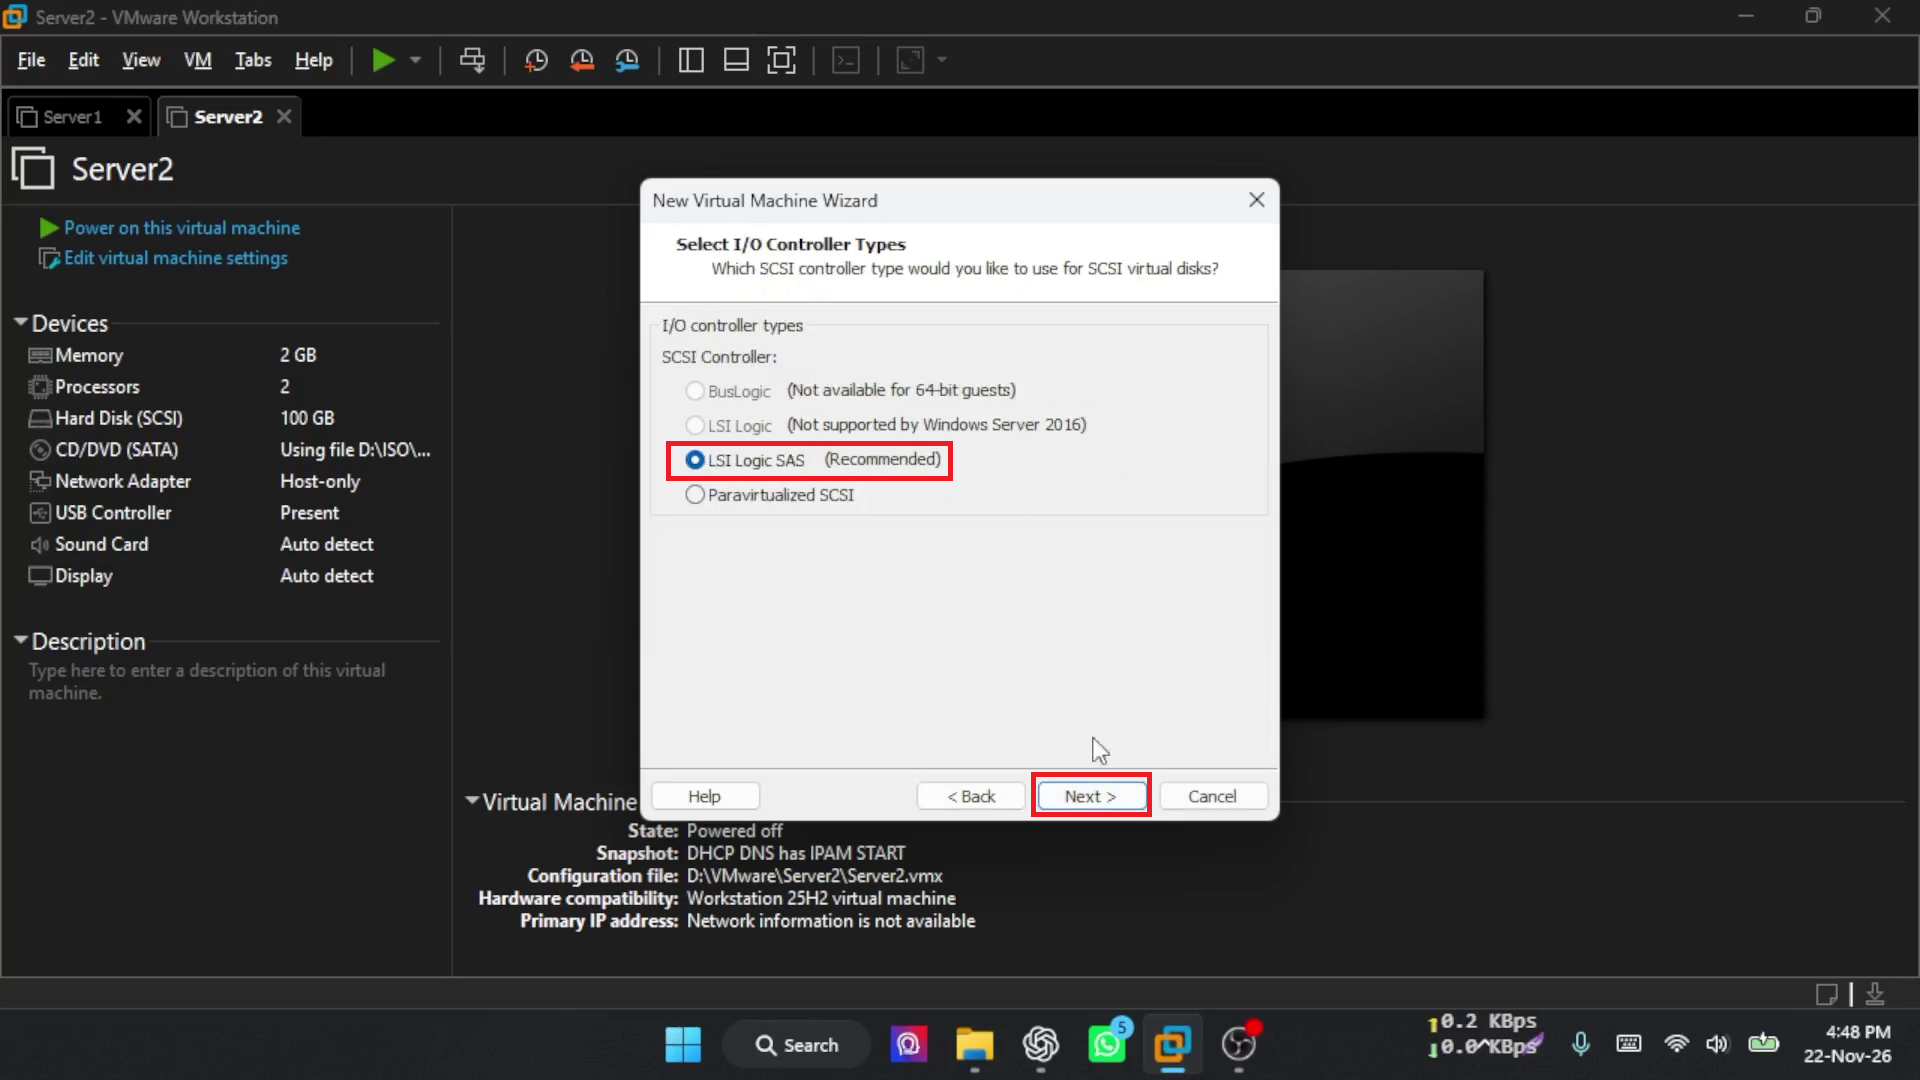 Server2 - VMware Workstation
File Edit View VM Tabs Help
Server1
Server2
Server2
Power on this virtual machine
Edit virtual machine settings
Devices
Memory 2 GB
Processors 2
Hard Disk (SCSI) 100 GB
CD/DVD (SATA) Using file D:\ISO\...
Network Adapter Host-only
USB Controller Present
Sound Card Auto detect
Display Auto detect
Description
Type here to enter a description of this virtual
machine.
New Virtual Machine Wizard
Select I/O Controller Types
Which SCSI controller type would you like to use for SCSI virtual disks?
I/O controller types
SCSI Controller:
BusLogic (Not available for 64-bit guests)
LSI Logic (Not supported by Windows Server 2016)
LSI Logic SAS (Recommended)
Paravirtualized SCSI
Help
< Back
Next >
Cancel
Virtual Machine
State: Powered off
Snapshot: DHCP DNS has IPAM START
Configuration file: D:\VMware\Server2\Server2.vmx
Hardware compatibility: Workstation 25H2 virtual machine
Primary IP address: Network information is not available
Search
5
0.2 KBps
0.0 KBps
4:48 PM
22-Nov-26